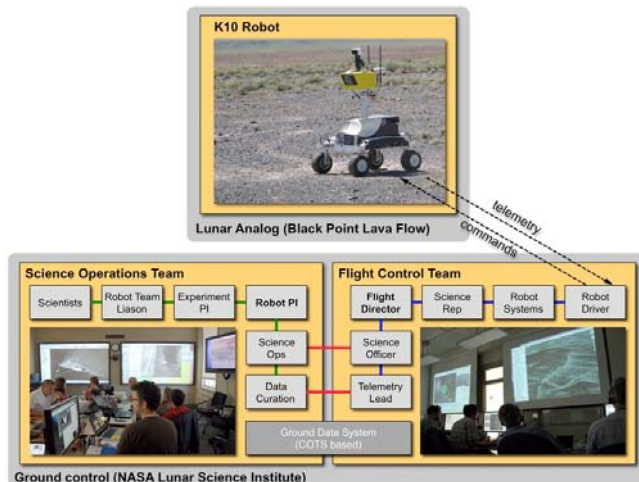 K10 Robot
Lunar Analog (Black Point Lava Flow)
telemetry
commands
Science Operations Team
Scientists
Robot Team
Liason
Experiment
PI
Robot PI
Science
Ops
Data
Curation
Flight Control Team
Flight
Director
Science
Rep
Robot
Systems
Robot
Driver
Science
Officer
Telemetry
Lead
Ground Data System
(COTS based)
Ground control (NASA Lunar Science Institute)